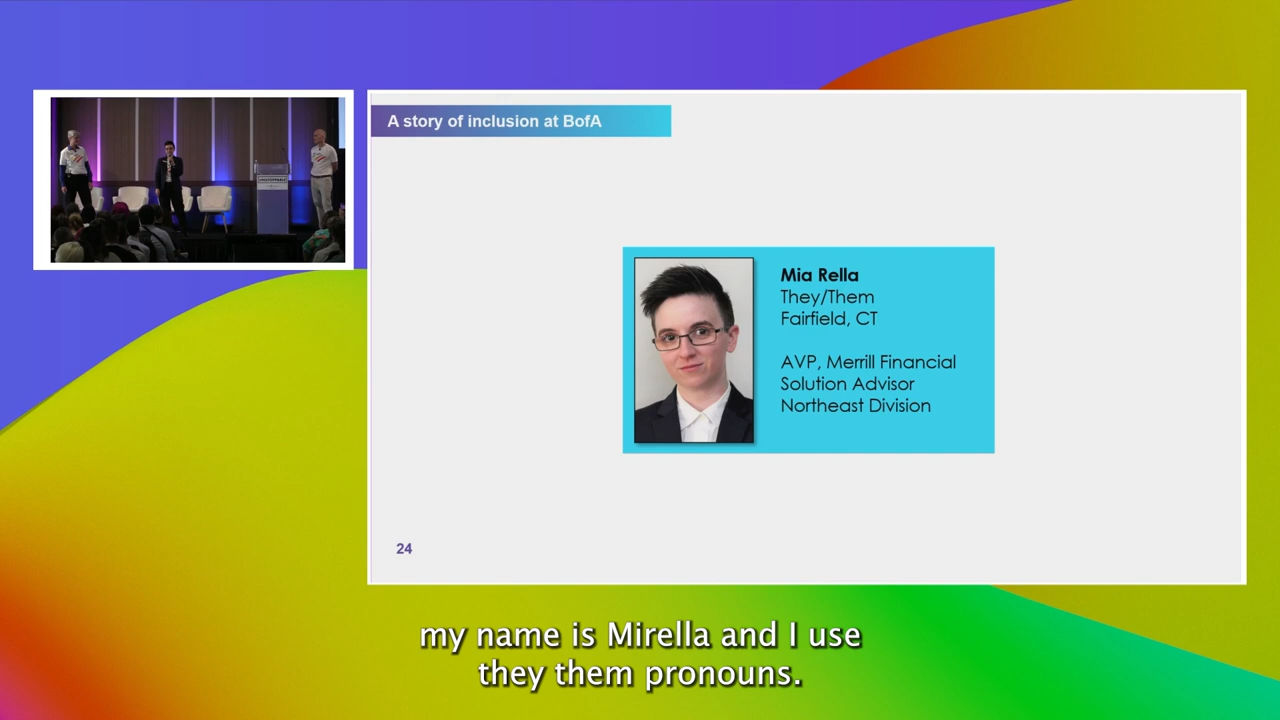 A story of inclusion at BofA
Mia Rella
They/Them
Fairfield, CT
AVP, Merrill Financial
Solution Advisor
Northeast Division
24
my name is Mirella and I use
they them pronouns.